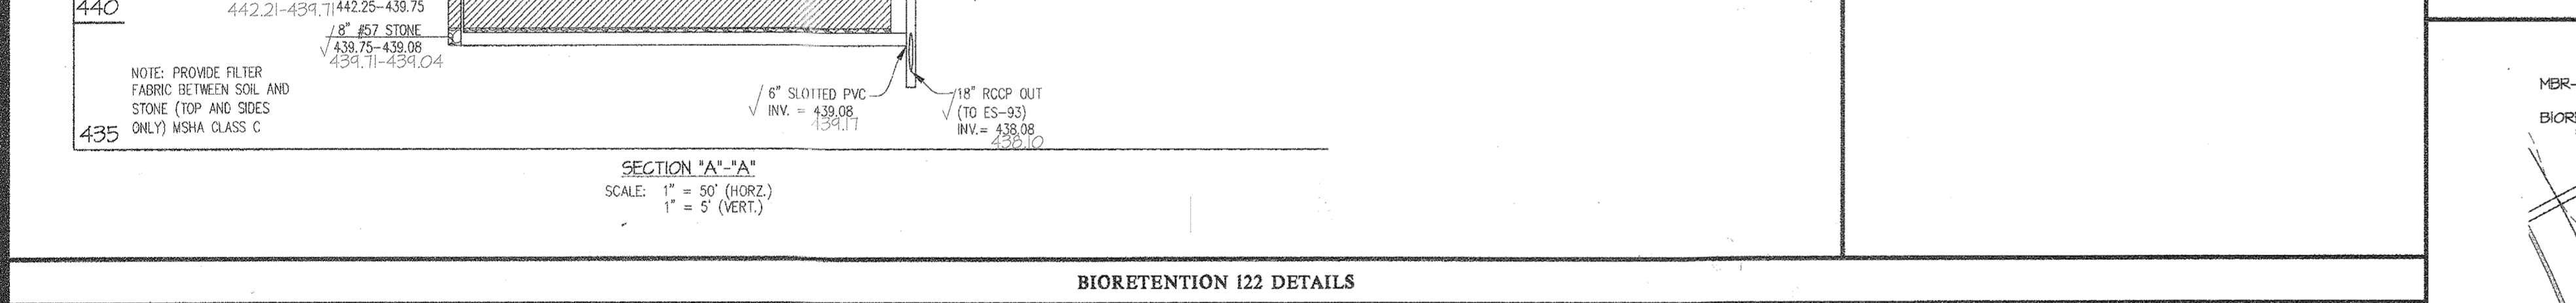 440
442.21-439.71 442.25-439.75
8" #57 STONE
439.75-439.08
439.71-439.04
NOTE: PROVIDE FILTER
FABRIC BETWEEN SOIL AND
STONE (TOP AND SIDES
ONLY) MSHA CLASS C
435
6" SLOTTED PVC
INV. = 439.08
439.17
18" RCCP OUT
(TO ES-93)
INV.= 438.08
438.10
SECTION "A"-"A"
SCALE: 1" = 50' (HORZ.)
1" = 5' (VERT.)
BIORETENTION 122 DETAILS
MBR-